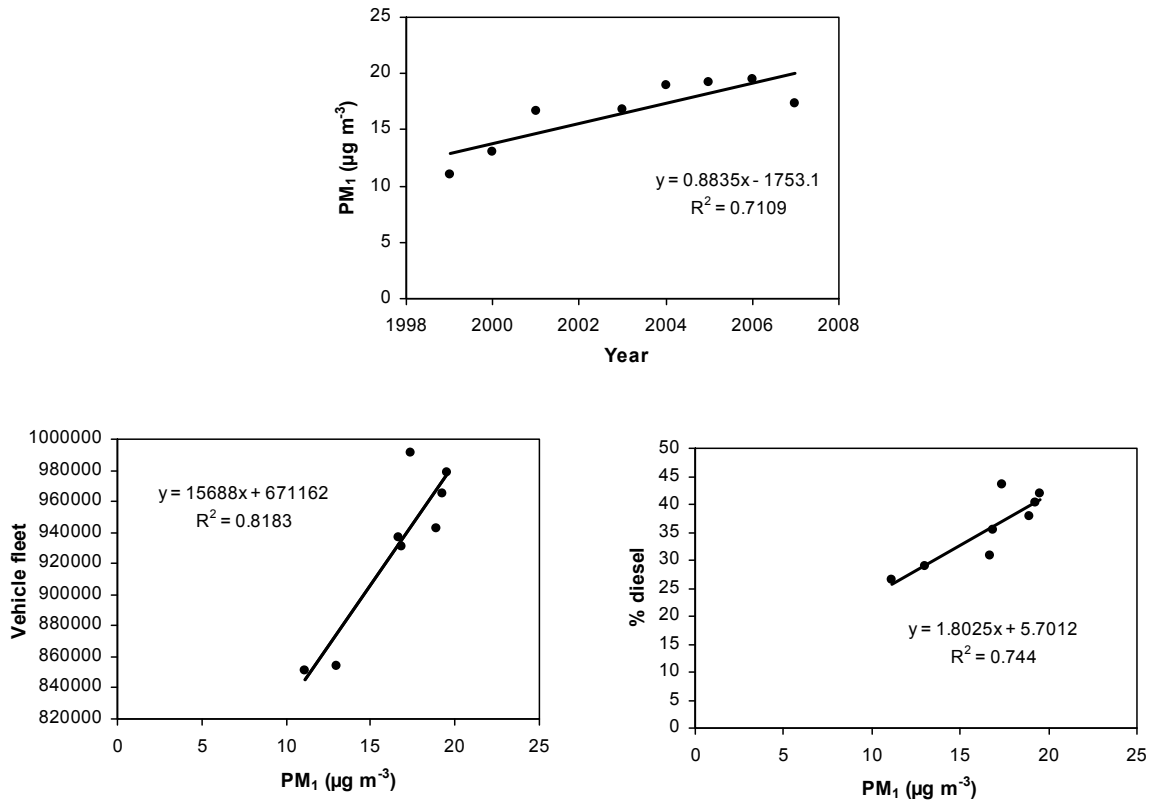 25
20
15
10
5
0
PM₁ (µg m⁻³)
y = 0.8835x - 1753.1
R² = 0.7109
1998 2000 2002 2004 2006 2008
Year
1000000
980000
960000
940000
920000
900000
880000
860000
840000
820000
Vehicle fleet
y = 15688x + 671162
R² = 0.8183
0 5 10 15 20 25
PM₁ (µg m⁻³)
50
45
40
35
30
25
20
15
10
5
0
% diesel
y = 1.8025x + 5.7012
R² = 0.744
0 5 10 15 20 25
PM₁ (µg m⁻³)